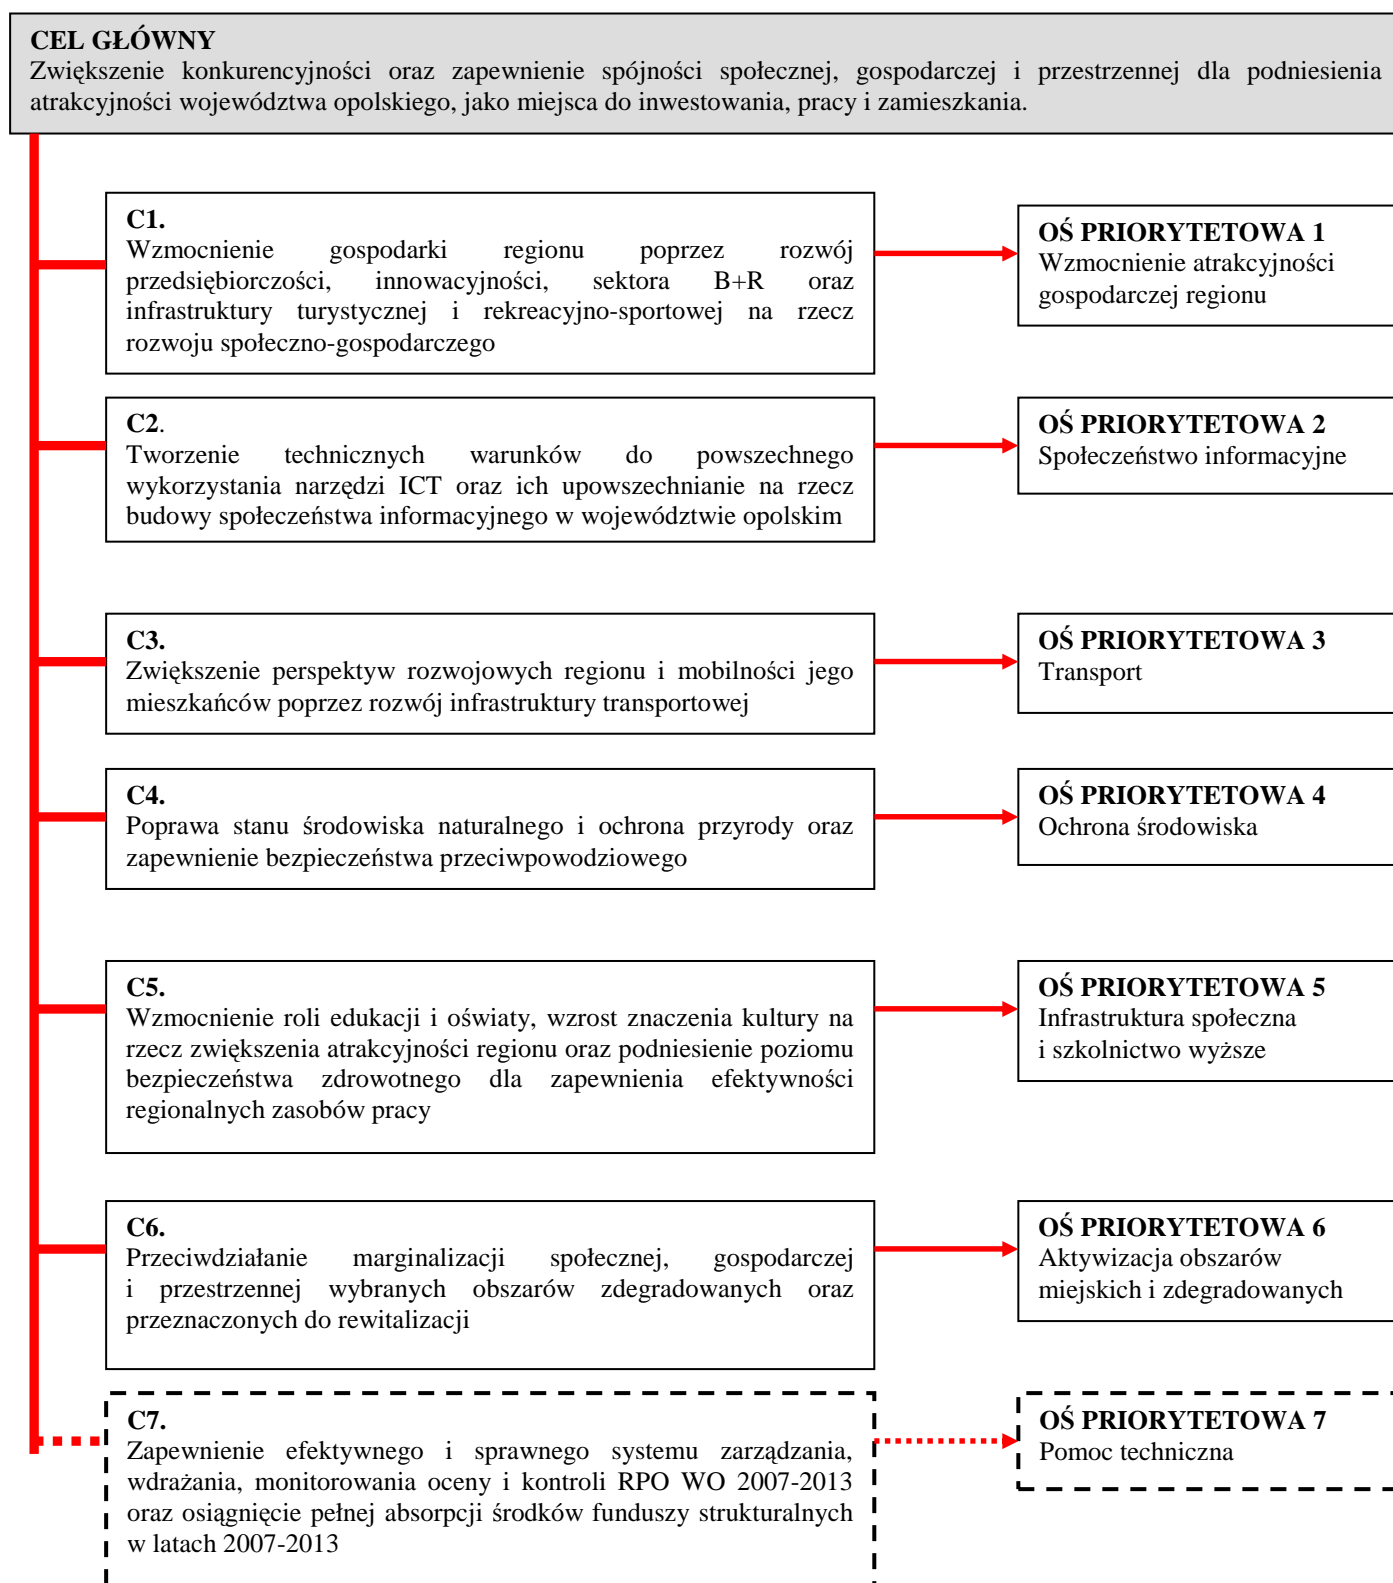 CEL GŁÓWNY
Zwiększenie konkurencyjności oraz zapewnienie spójności społecznej, gospodarczej i przestrzennej dla podniesienia
atrakcyjności województwa opolskiego, jako miejsca do inwestowania, pracy i zamieszkania.
C1.
Wzmocnienie gospodarki regionu poprzez rozwój
przedsiębiorczości, innowacyjności, sektora B+R oraz
infrastruktury turystycznej i rekreacyjno-sportowej na rzecz
rozwoju społeczno-gospodarczego
OŚ PRIORYTETOWA 1
Wzmocnienie atrakcyjności
gospodarczej regionu
C2.
Tworzenie technicznych warunków do powszechnego
wykorzystania narzędzi ICT oraz ich upowszechnianie na rzecz
budowy społeczeństwa informacyjnego w województwie opolskim
OŚ PRIORYTETOWA 2
Społeczeństwo informacyjne
C3.
Zwiększenie perspektyw rozwojowych regionu i mobilności jego
mieszkańców poprzez rozwój infrastruktury transportowej
OŚ PRIORYTETOWA 3
Transport
C4.
Poprawa stanu środowiska naturalnego i ochrona przyrody oraz
zapewnienie bezpieczeństwa przeciwpowodziowego
OŚ PRIORYTETOWA 4
Ochrona środowiska
C5.
Wzmocnienie roli edukacji i oświaty, wzrost znaczenia kultury na
rzecz zwiększenia atrakcyjności regionu oraz podniesienie poziomu
bezpieczeństwa zdrowotnego dla zapewnienia efektywności
regionalnych zasobów pracy
OŚ PRIORYTETOWA 5
Infrastruktura społeczna
i szkolnictwo wyższe
C6.
Przeciwdziałanie marginalizacji społecznej, gospodarczej
i przestrzennej wybranych obszarów zdegradowanych oraz
przeznaczonych do rewitalizacji
OŚ PRIORYTETOWA 6
Aktywizacja obszarów
miejskich i zdegradowanych
C7.
Zapewnienie efektywnego i sprawnego systemu zarządzania,
wdrażania, monitorowania oceny i kontroli RPO WO 2007-2013
oraz osiągnięcie pełnej absorpcji środków funduszy strukturalnych
w latach 2007-2013
OŚ PRIORYTETOWA 7
Pomoc techniczna